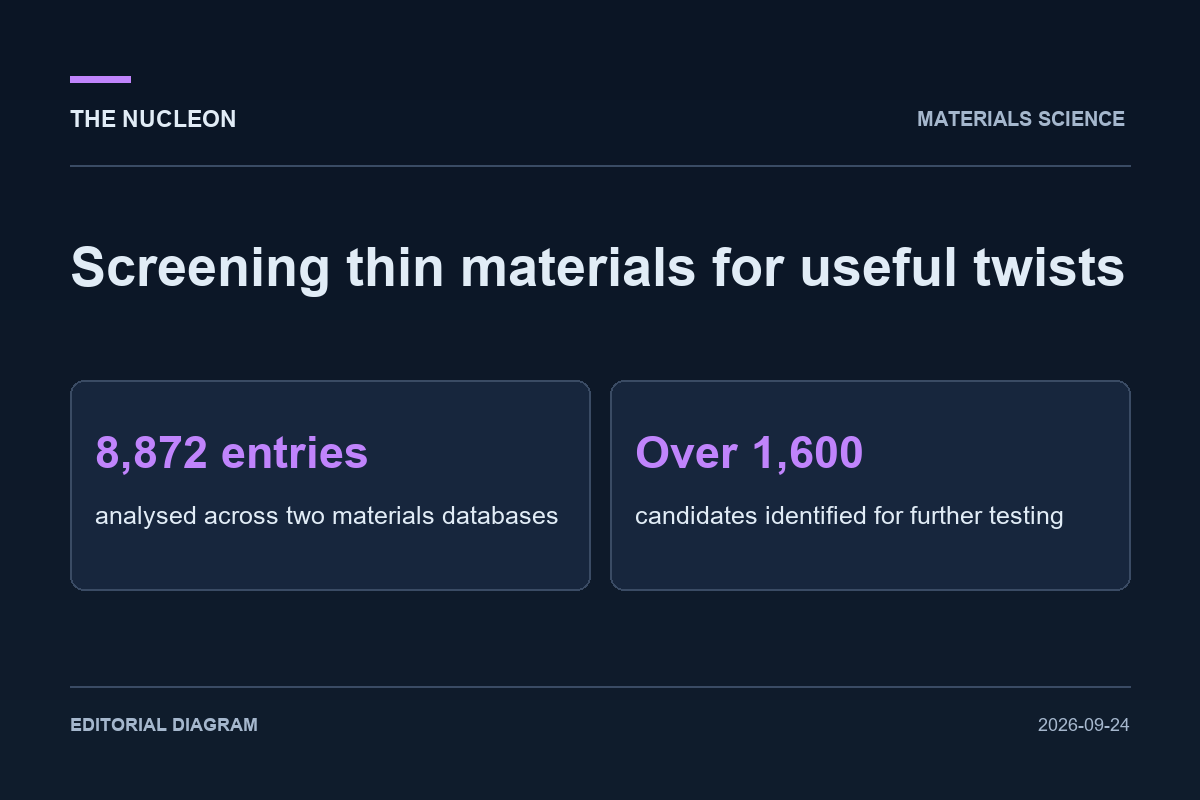 THE NUCLEON
MATERIALS SCIENCE
Screening thin materials for useful twists
8,872 entries
analysed across two materials databases
Over 1,600
candidates identified for further testing
EDITORIAL DIAGRAM
2026-09-24